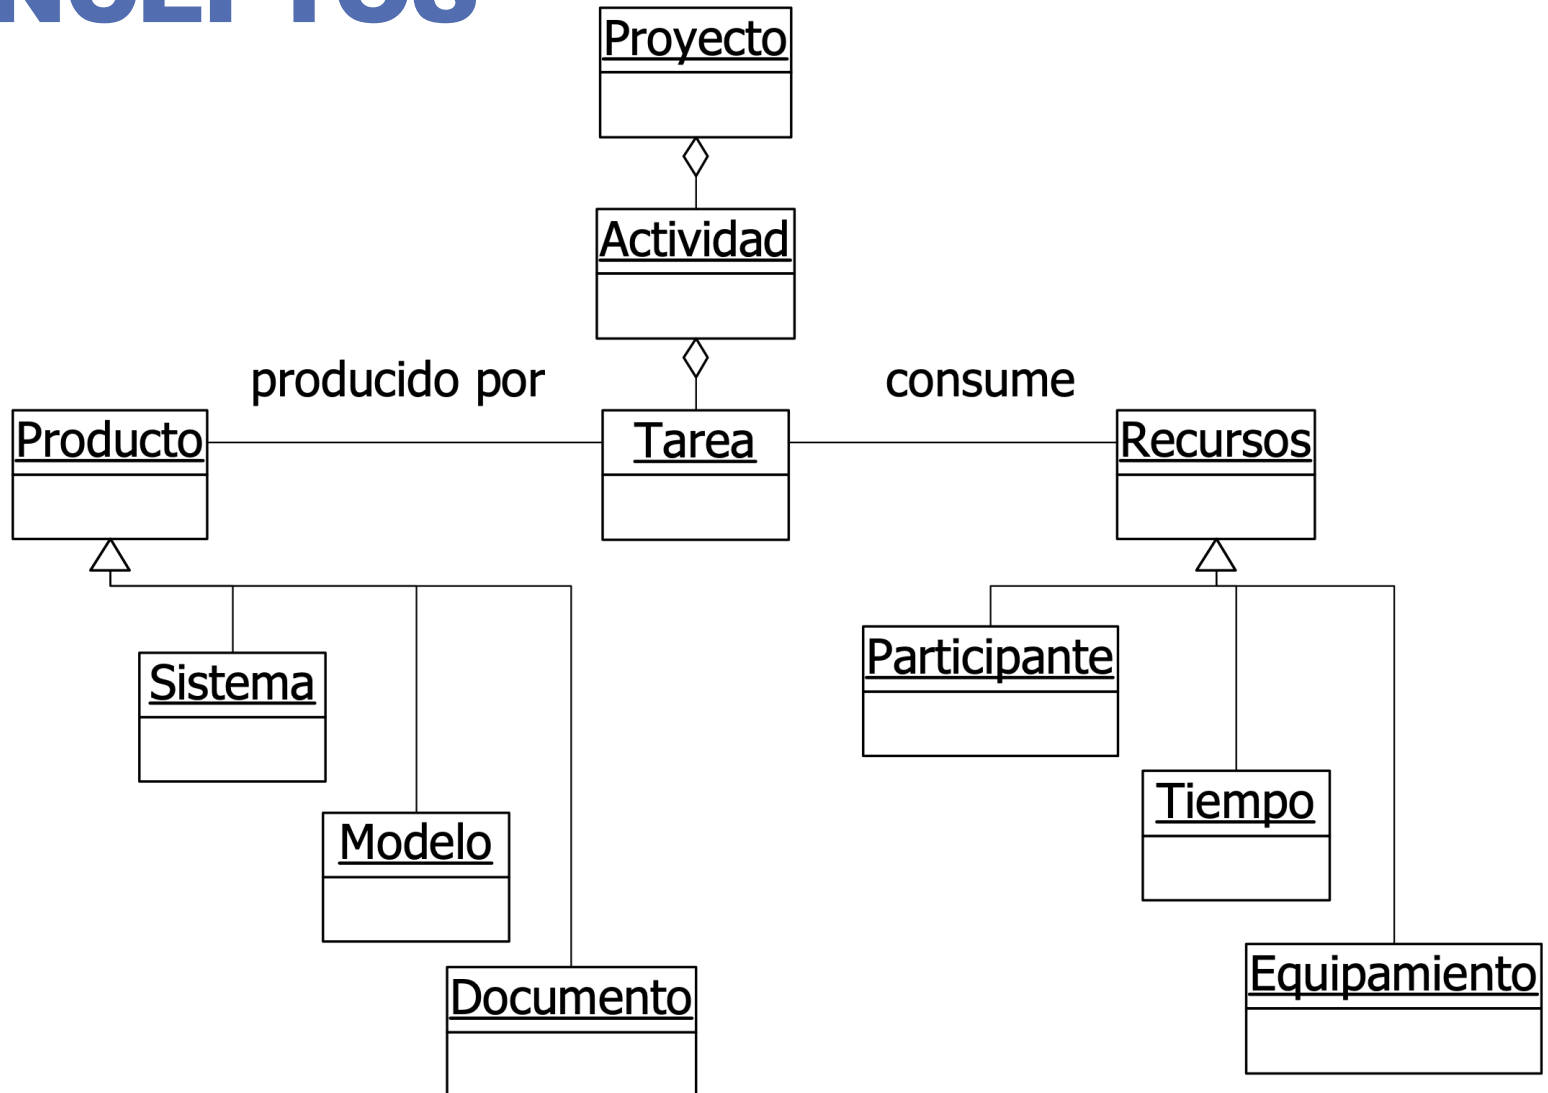 Proyecto
Actividad
producido por
consume
Producto
Tarea
Recursos
Sistema
Participante
Modelo
Tiempo
Documento
Equipamiento